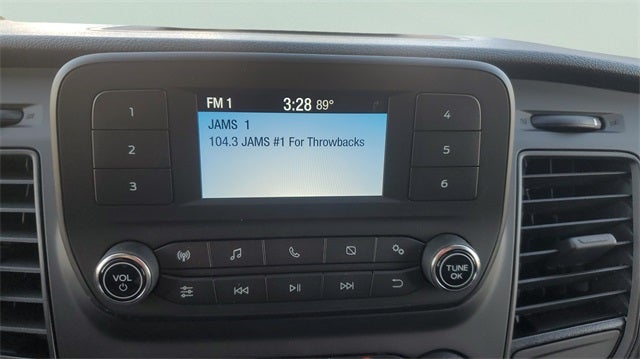 FM 1 3:28 89°
JAMS 1
104.3 JAMS #1 For Throwbacks
1
2
3
4
5
6
VOL
TUNE
OK